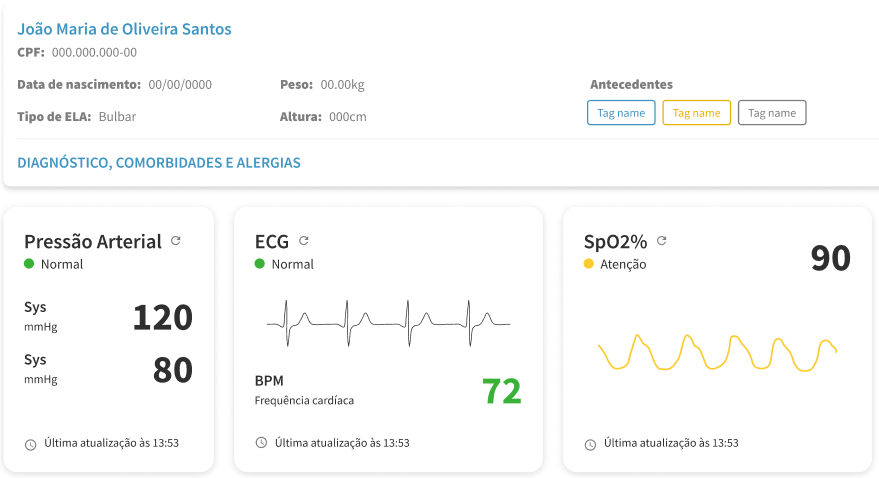 João Maria de Oliveira Santos
CPF: 000.000.000-00
Data de nascimento: 00/00/0000
Peso: 00.00kg
Antecedentes
Tipo de ELA: Bulbar
Altura: 000cm
Tag name
Tag name
Tag name
DIAGNÓSTICO, COMORBIDADES E ALERGIAS
Pressão Arterial
Normal
Sys
mmHg
120
Sys
mmHg
80
Última atualização às 13:53
ECG
Normal
BPM
Frequência cardíaca
72
Última atualização às 13:53
SpO2%
Atenção
90
Última atualização às 13:53